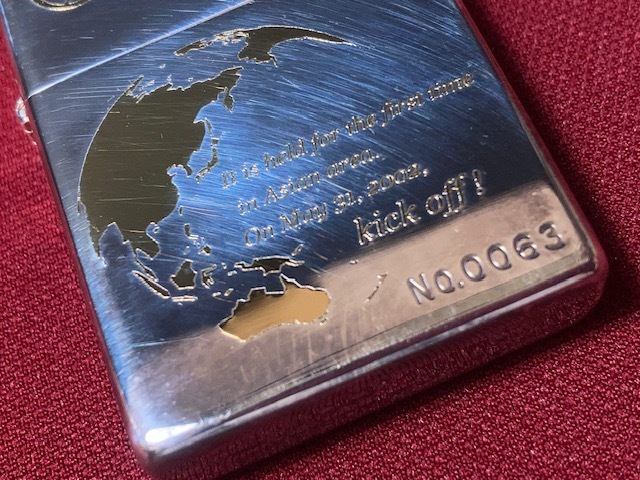 It is held for the first time
in Asian area.
On May 31, 2002,
kick off!
No.0063